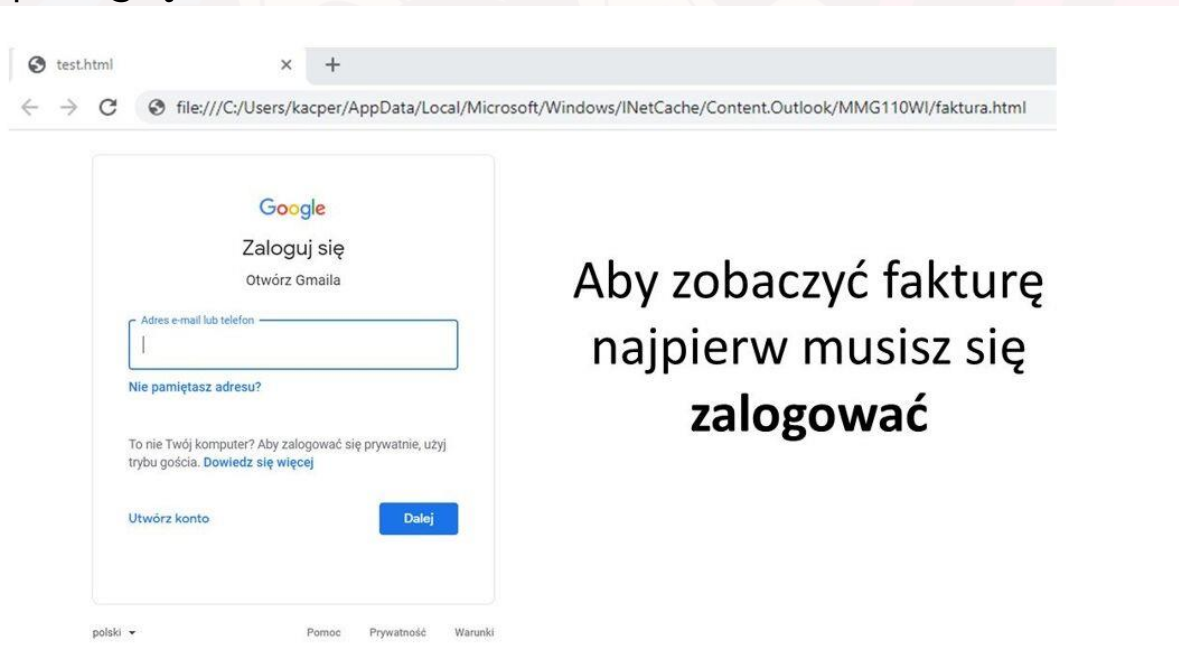 test.html
file:///C:/Users/kacper/AppData/Local/Microsoft/Windows/INetCache/Content.Outlook/MMG110WI/faktura.html
Google
Zaloguj się
Otwórz Gmaila
Adres e-mail lub telefon
Nie pamiętasz adresu?
To nie Twój komputer? Aby zalogować się prywatnie, użyj
trybu gościa. Dowiedz się więcej
Utwórz konto
Dalej
polski
Pomoc
Prywatność
Warunki
Aby zobaczyć fakturę
najpierw musisz się
zalogować